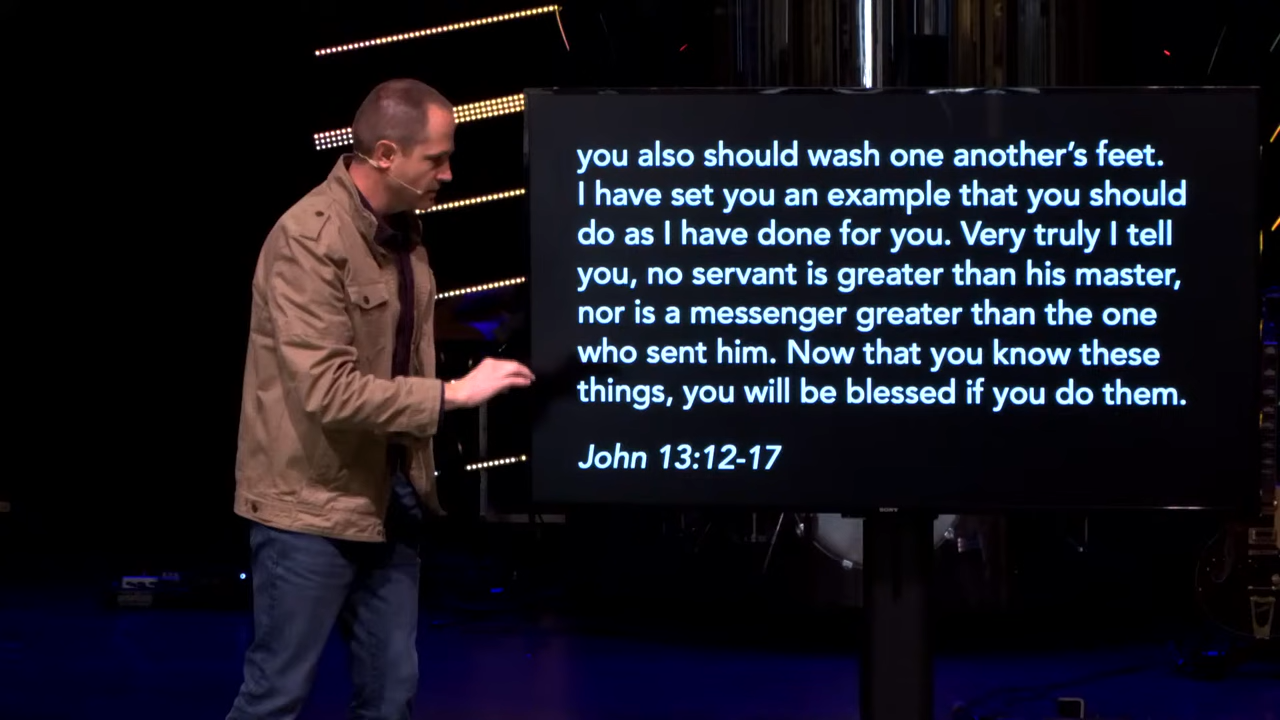 you also should wash one another's feet.
I have set you an example that you should
do as I have done for you. Very truly I tell
you, no servant is greater than his master,
nor is a messenger greater than the one
who sent him. Now that you know these
things, you will be blessed if you do them.
John 13:12-17
SONY